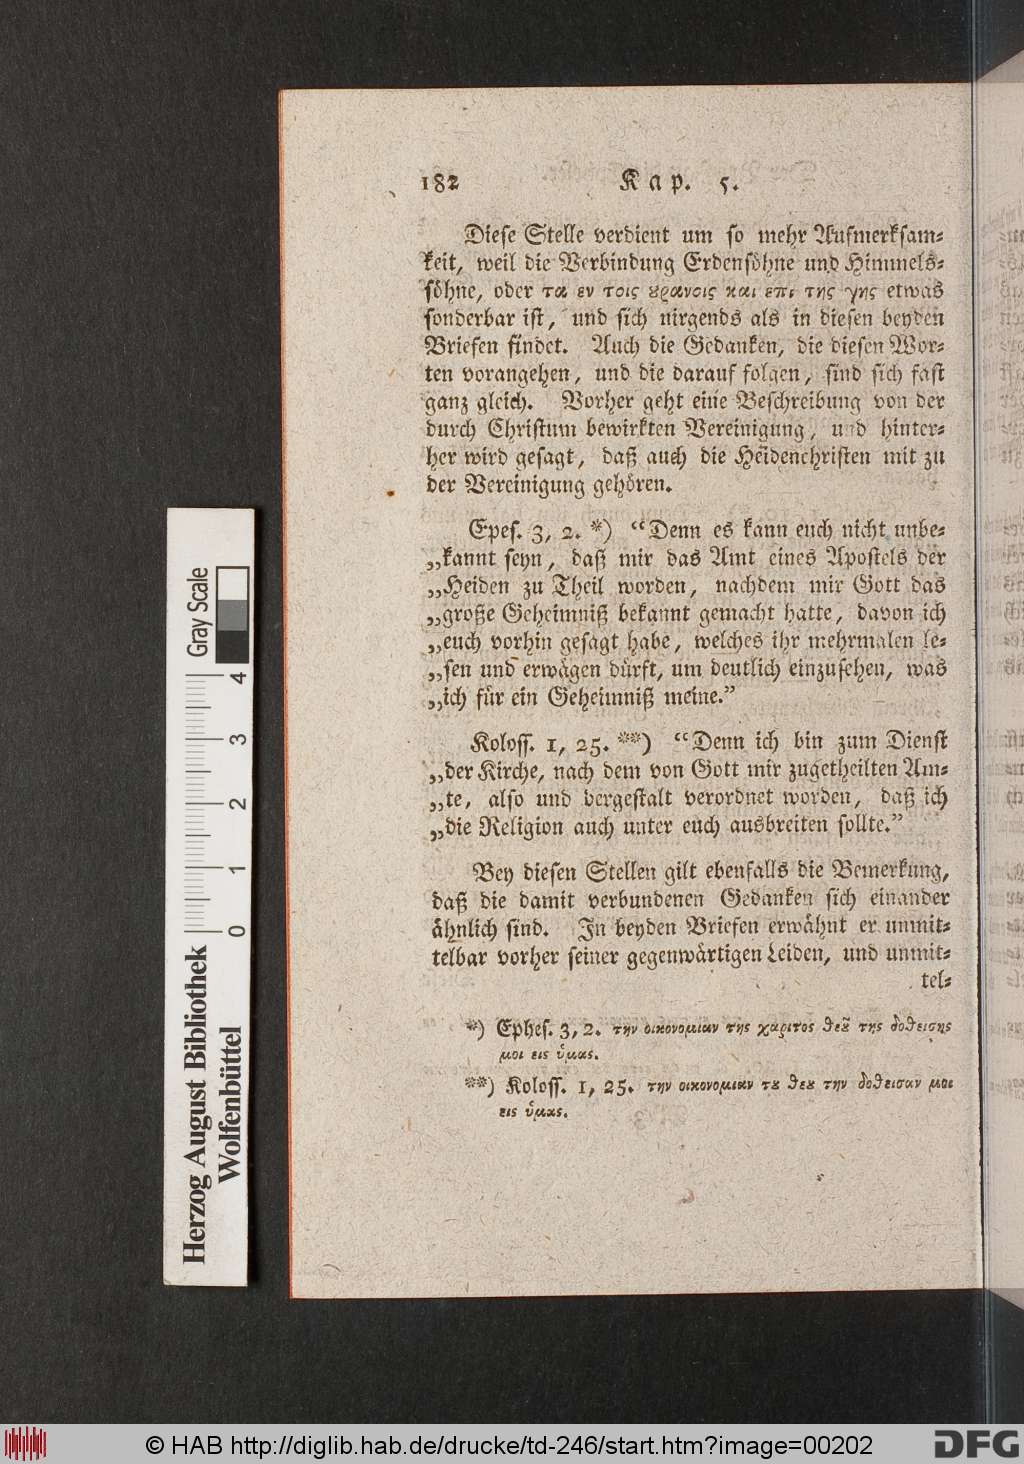 182 Kap. 5.
Diese Stelle verdient um so mehr Aufmerksam-
keit, weil die Verbindung Erdensöhne und Himmels-
söhne, oder τα εν τοις ȣρανοις και επι της γης etwas
sonderbar ist, und sich nirgends als in diesen beyden
Briefen findet. Auch die Gedanken, die diesen Wor-
ten vorangehen, und die darauf folgen, sind sich fast
ganz gleich. Vorher geht eine Beschreibung von der
durch Christum bewirkten Vereinigung, und hinter-
her wird gesagt, daß auch die Heidenchristen mit zu
der Vereinigung gehören.
Epes. 3, 2. *) “Denn es kann euch nicht unbe-
„kannt seyn, daß mir das Amt eines Apostels der
„Heiden zu Theil worden, nachdem mir Gott das
„große Geheimniß bekannt gemacht hatte, davon ich
„euch vorhin gesagt habe, welches ihr mehrmalen le-
„sen und erwägen dürft, um deutlich einzusehen, was
„ich für ein Geheimniß meine.”
Koloss. 1, 25. **) “Denn ich bin zum Dienst
„der Kirche, nach dem von Gott mir zugetheilten Am-
„te, also und dergestalt verordnet worden, daß ich
„die Religion auch unter euch ausbreiten sollte.”
Bey diesen Stellen gilt ebenfalls die Bemerkung,
daß die damit verbundenen Gedanken sich einander
ähnlich sind. In beyden Briefen erwähnt er unmit-
telbar vorher seiner gegenwärtigen Leiden, und unmit-
tel-
*) Ephes. 3, 2. την οικονομιαν της χαριτος θεȣ͂ της δοθεισης
μοι εις ὑμας.
**) Koloss. 1, 25. την οικονομιαν τȣ θεȣ την δοθεισαν μοι
εις ὑμας.
Gray Scale
0 1 2 3 4
Herzog August Bibliothek
Wolfenbüttel
© HAB http://diglib.hab.de/drucke/td-246/start.htm?image=00202
DFG